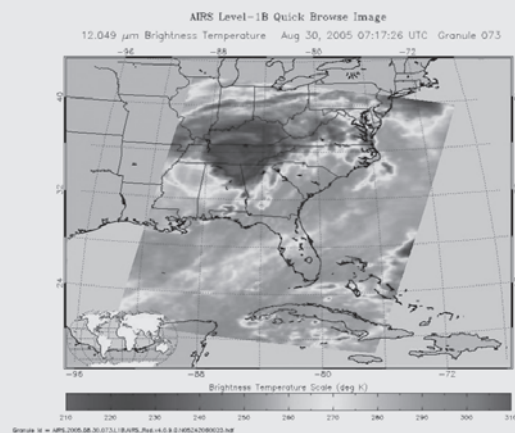 AIRS Level-1B Quick Browse Image
12.049 μm Brightness Temperature Aug 30, 2005 07:17:26 UTC Granule 073
-96 -88 -80 -72
40
32
24
-96 -88 -80 -72
Brightness Temperature Scale (deg K)
210 220 230 240 250 260 270 280 290 300 310